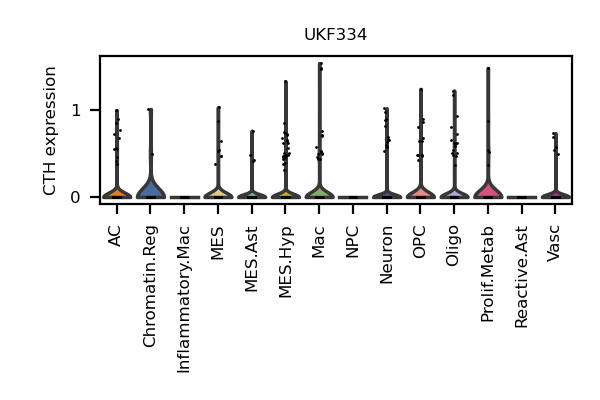 UKF334
CTH expression
1
0
AC
Chromatin.Reg
Inflammatory.Mac
MES
MES.Ast
MES.Hyp
Mac
NPC
Neuron
OPC
Oligo
Prolif.Metab
Reactive.Ast
Vasc